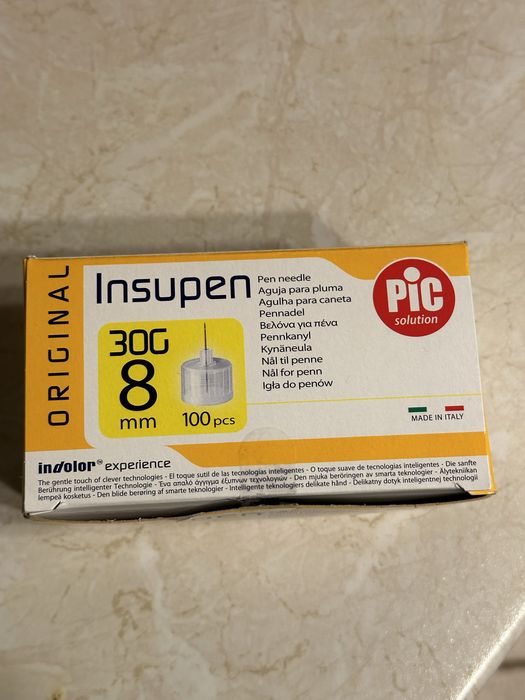 ORIGINAL
Insupen
30G
8
mm
100 pcs
Pen needle
Aguja para pluma
Agulha para caneta
Pennadel
Βελόνα για πένα
Pennkanyl
Kynäneula
Nål til penne
Nål for penn
Igła do penów
PiC
solution
MADE IN ITALY
indolor™ experience
The gentle touch of clever technologies - El toque sutil de las tecnologias inteligentes - O toque suave de tecnologias inteligentes - Die sanfte
Berührung intelligenter Technologie - Ένα απαλό άγγιγμα έξυπνων τεχνολογιών - Den mjuka beröringen av smarta teknologier - Älytekniikan
lempeä kosketus - Den blide berøring af smarte teknologier - Intelligente teknologiers delikate hånd - Delikatny dotyk inteligentnej technologii